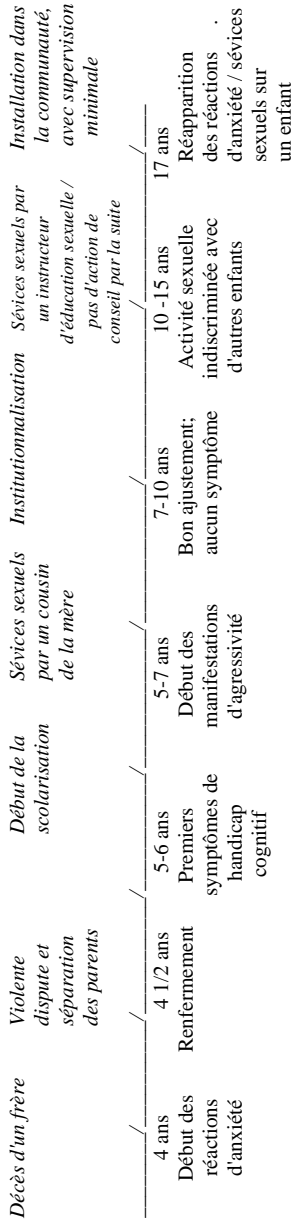 Décès d'un frère
Violente
dispute et
séparation
des parents
Début de la
scolarisation
Sévices sexuels
par un cousin
de la mère
Institutionnalisation
Sévices sexuels par
un instructeur
d'éducation sexuelle /
pas d'action de
conseil par la suite
Installation dans
la communauté,
avec supervision
minimale
4 ans
Début des
réactions
d'anxiété
4 1/2 ans
Renfermement
5-6 ans
Premiers
symptômes de
handicap
cognitif
5-7 ans
Début des
manifestations
d'agressivité
7-10 ans
Bon ajustement;
aucun symptôme
10 -15 ans
Activité sexuelle
indiscriminée avec
d'autres enfants
17 ans
Réapparition .
des réactions
d'anxiété / sévices
sexuels sur
un enfant